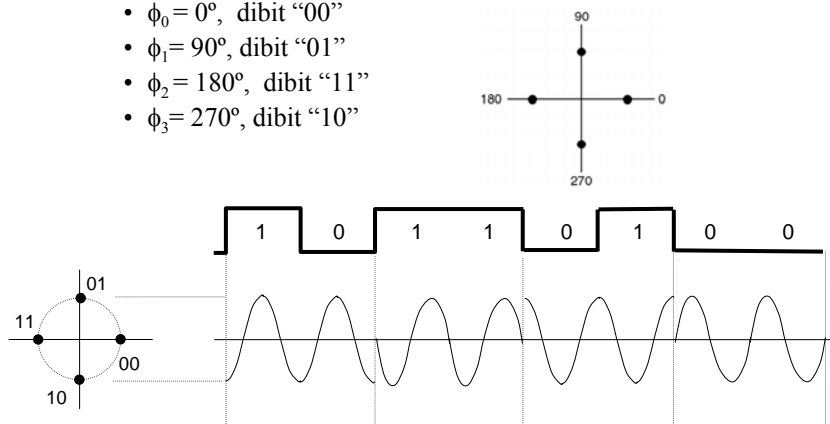 • ϕ₀= 0º,  dibit “00”
• ϕ₁= 90º, dibit “01”
• ϕ₂= 180º,  dibit “11”
• ϕ₃= 270º, dibit “10”
90
180 0
270
1 0 1 1 0 1 0 0
01
11
00
10